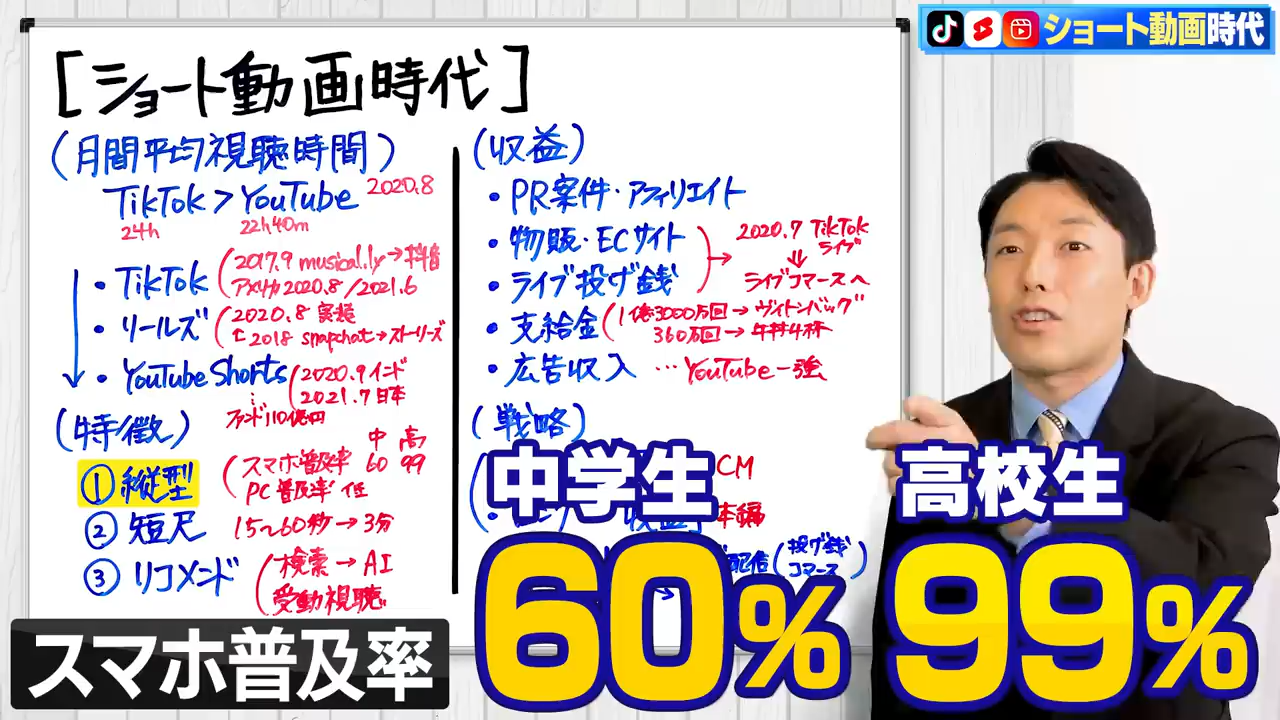 ショート動画時代
[ショート動画時代]
(月間平均視聴時間)
TikTok > YouTube 2020.8
24h 22h40m
・TikTok (2017.9 musical.ly→抖音
アメリカ2020.8/2021.6
・リールズ (2020.8 実装
2018 snapchat→ストーリーズ
・YouTube Shorts (2020.9インド
2021.7日本
ファンド110億円
(特徴)
①縦型 (スマホ普及率 中60 高99
PC普及率 低
②短尺 15~60秒→3分
③リコメンド (検索→AI
受動視聴
(収益)
・PR案件・アフィリエイト
・物販・ECサイト
・ライブ投げ銭
2020.7 TikTok
ライブ
⇓
ライブコマースへ
・支給金 (1億3000万回→ヴィトンバッグ
360万回→牛丼4杯
・広告収入 …YouTube一強
(戦略)
CM
本編
配信(投げ銭
コマース)
中学生 高校生
60% 99%
スマホ普及率